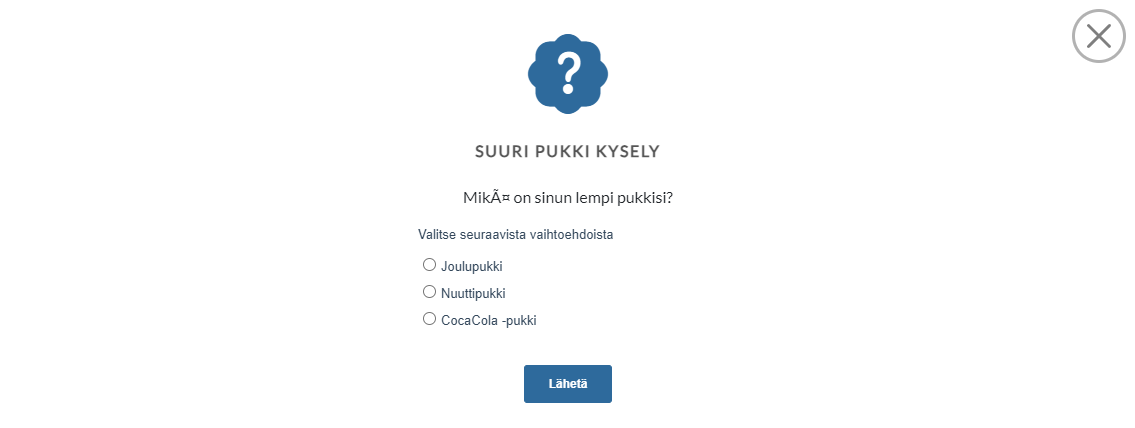 ?
SUURI PUKKI KYSELY
MikÃ¤ on sinun lempi pukkisi?
Valitse seuraavista vaihtoehdoista
Joulupukki
Nuuttipukki
CocaCola -pukki
Lähetä